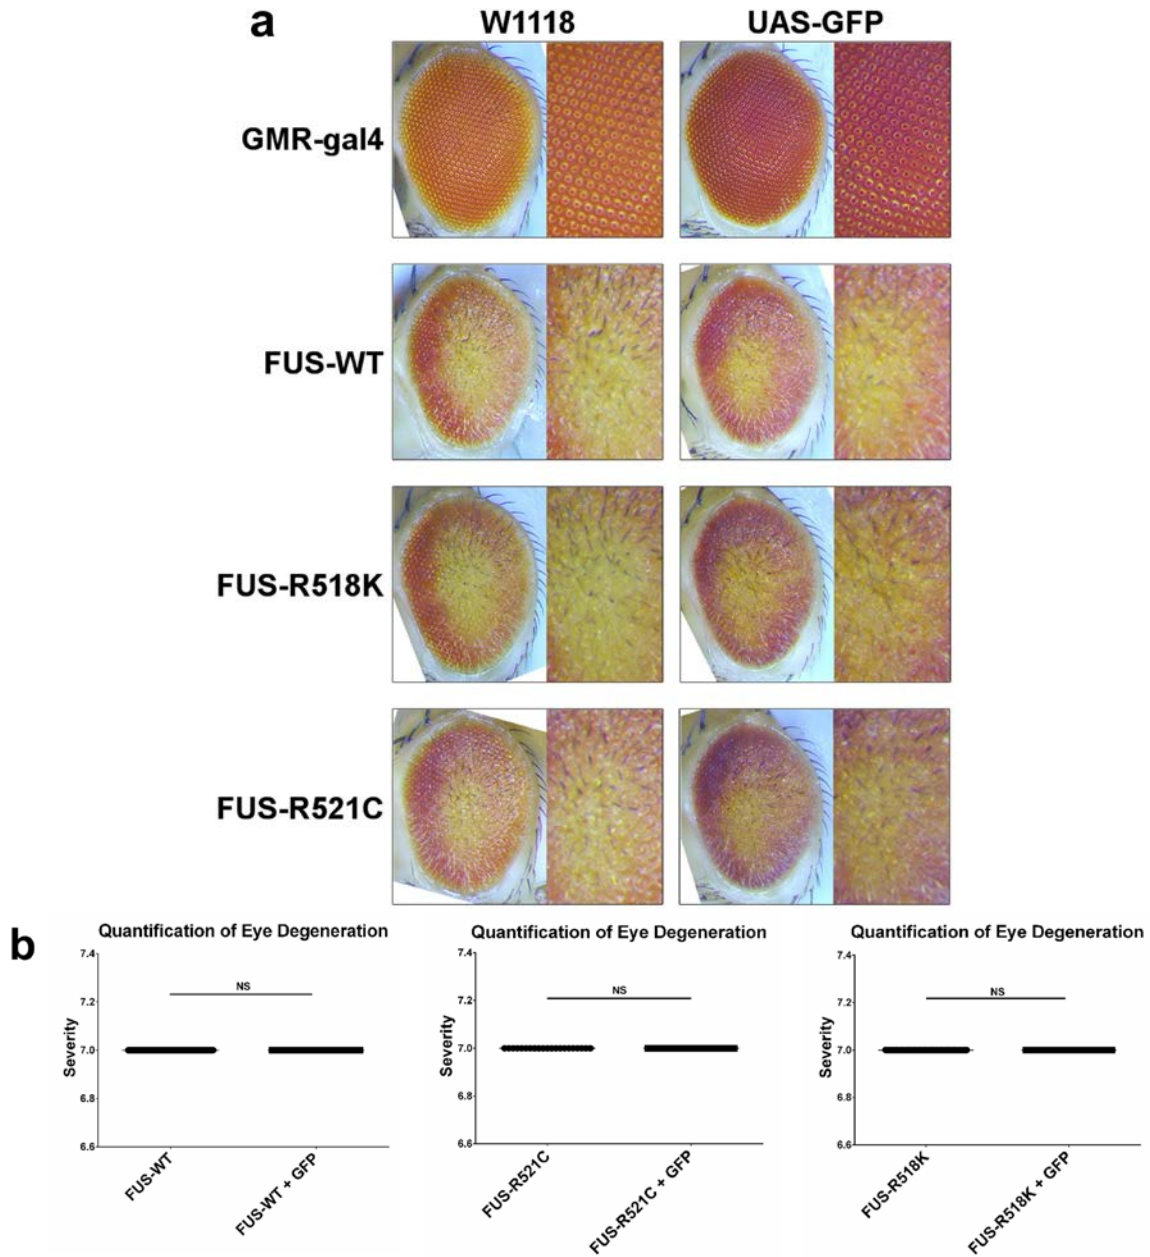 a
W1118 UAS-GFP
GMR-gal4
FUS-WT
FUS-R518K
FUS-R521C
b
Quantification of Eye Degeneration
Severity
7.4
7.2
7.0
6.8
6.6
NS
FUS-WT
FUS-WT + GFP
Quantification of Eye Degeneration
Severity
7.4
7.2
7.0
6.8
6.6
NS
FUS-R521C
FUS-R521C + GFP
Quantification of Eye Degeneration
Severity
7.4
7.2
7.0
6.8
6.6
NS
FUS-R518K
FUS-R518K + GFP